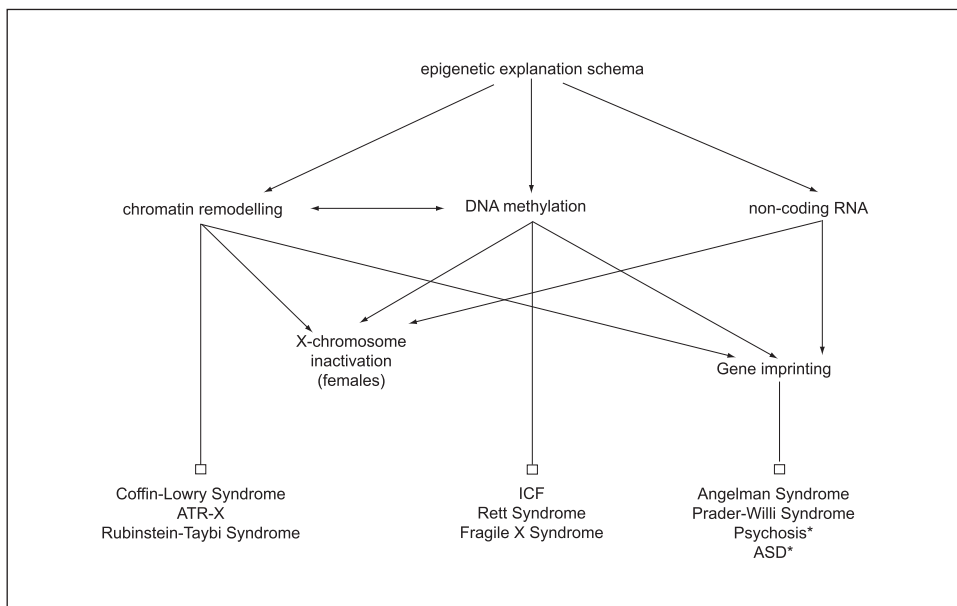 epigenetic explanation schema
chromatin remodelling
DNA methylation
non-coding RNA
X-chromosome
inactivation
(females)
Gene imprinting
Coffin-Lowry Syndrome
ATR-X
Rubinstein-Taybi Syndrome
ICF
Rett Syndrome
Fragile X Syndrome
Angelman Syndrome
Prader-Willi Syndrome
Psychosis*
ASD*